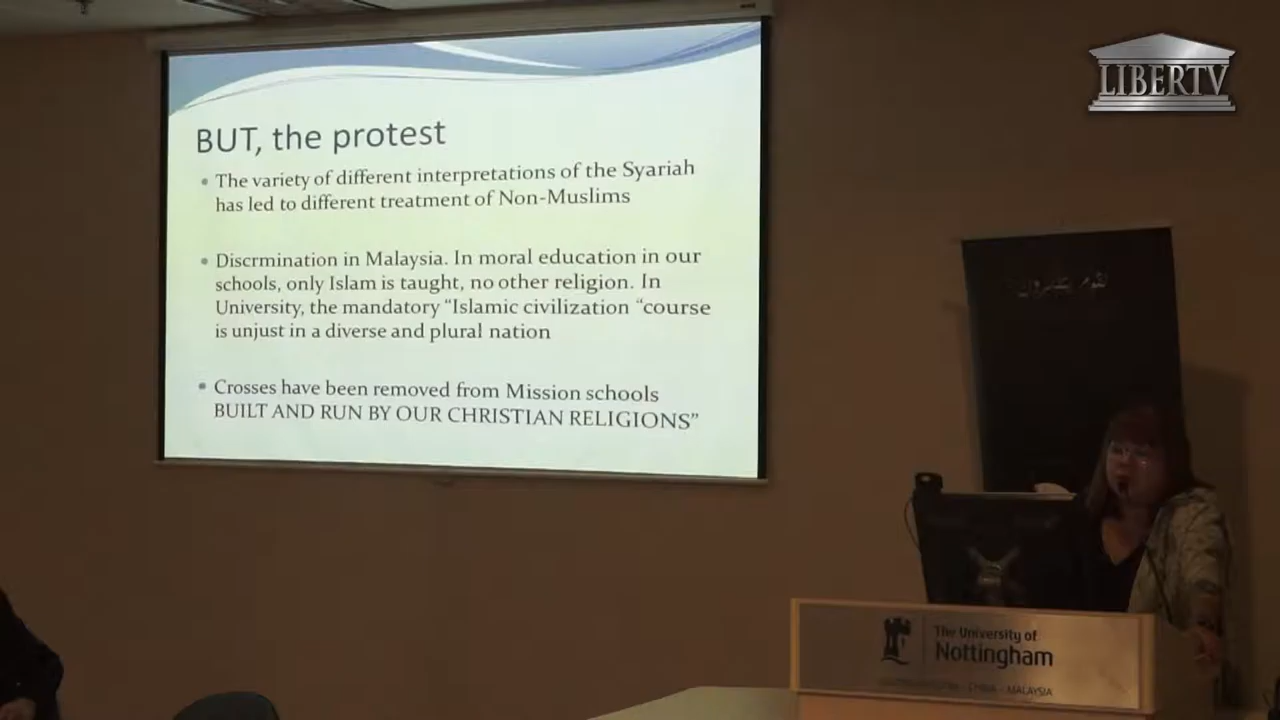 LIBERTV
BUT, the protest
• The variety of different interpretations of the Syariah
has led to different treatment of Non-Muslims
• Discrmination in Malaysia. In moral education in our
schools, only Islam is taught, no other religion. In
University, the mandatory "Islamic civilization "course
is unjust in a diverse and plural nation
• Crosses have been removed from Mission schools
BUILT AND RUN BY OUR CHRISTIAN RELIGIONS"
The University of
Nottingham
CHINA - MALAYSIA